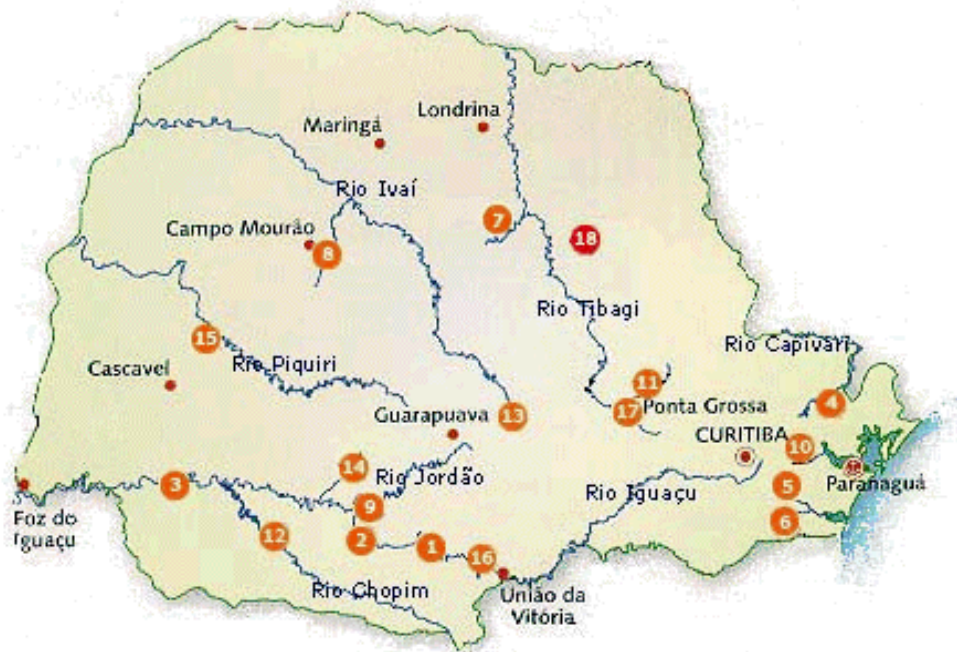 Londrina
Maringá
Rio Ivaí
7
Campo Mourão
18
8
Rio Tibagi
15
Rio Capivari
Rio Piquiri
Cascavel
11
4
17
Ponta Grossa
13
Guarapuava
CURITIBA
10
14
Rio Jordão
Paranaguá
3
5
Rio Iguaçu
9
Foz do
Iguaçu
6
12
2
1
16
Rio Chopim
União da
Vitória